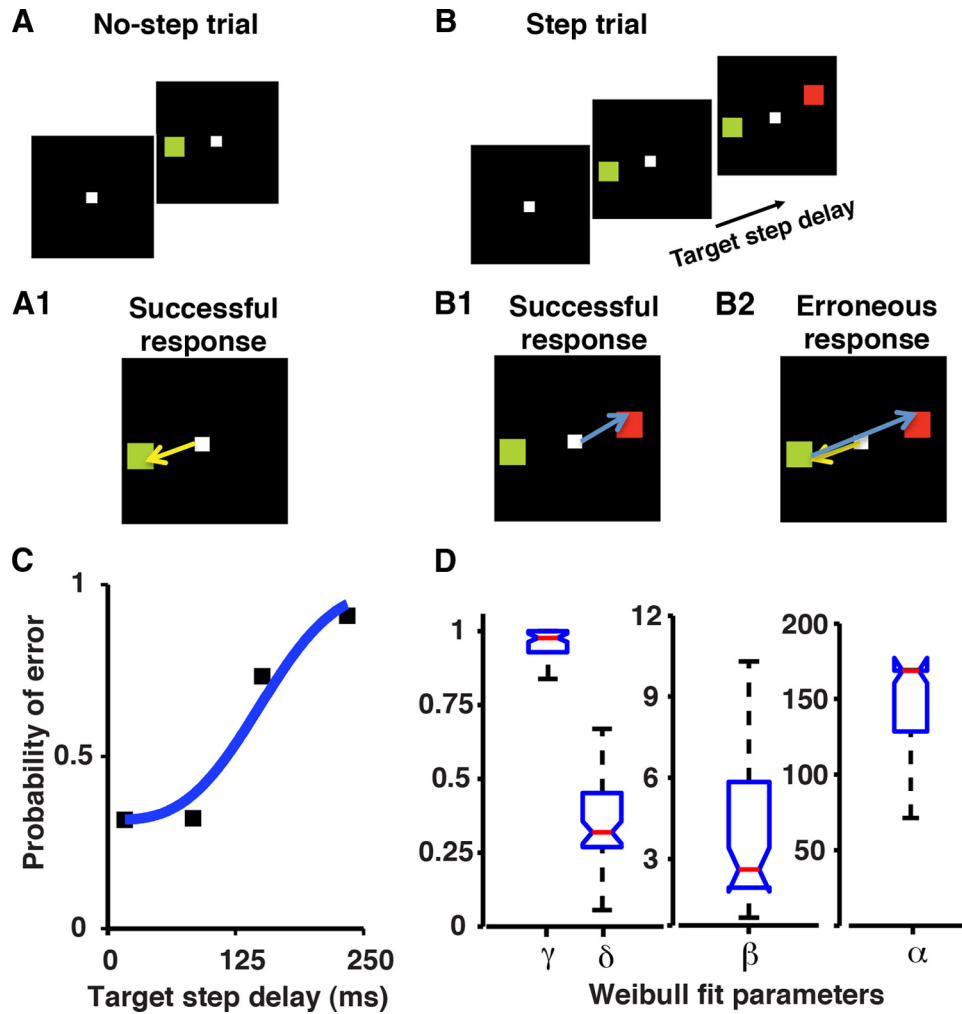 A No-step trial
B Step trial
Target step delay
A1 Successful
response
B1 Successful
response
B2 Erroneous
response
C
Probability of error
1
0.5
0
0 125 250
Target step delay (ms)
D
1
0.75
0.5
0.25
0
γ δ
12
9
6
3
β
200
150
100
50
α
Weibull fit parameters